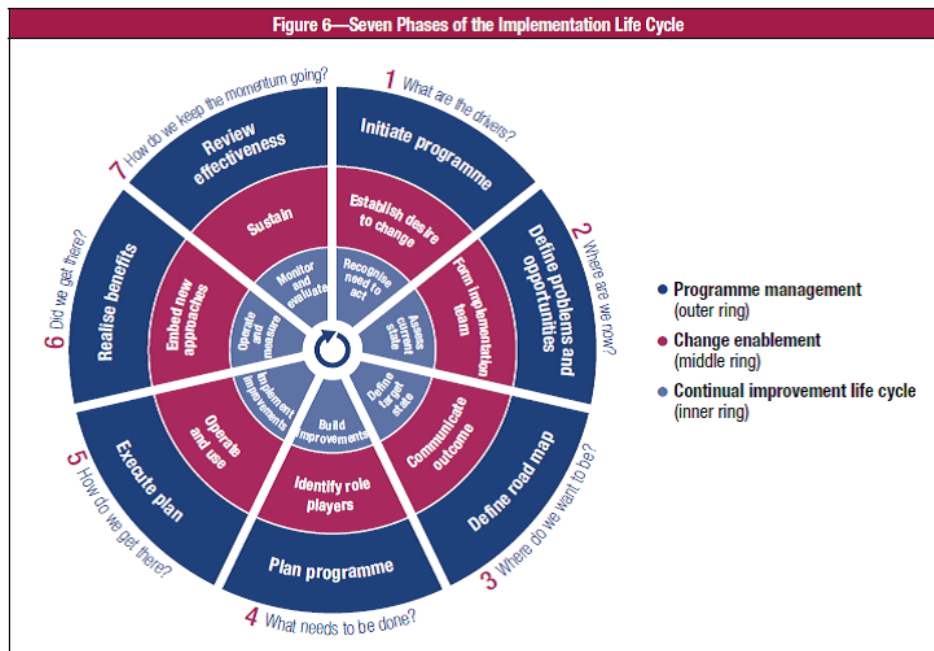 Figure 6—Seven Phases of the Implementation Life Cycle
1 What are the drivers?
Initiate programme
Establish desire
to change
Recognise
need to
act
2 Where are we now?
Define problems and
opportunities
Form implementation
team
Assess
current
state
3 Where do we want to be?
Define road map
Communicate
outcome
Define
target
state
4 What needs to be done?
Plan programme
Identify role
players
Build
improvements
5 How do we get there?
Execute plan
Operate
and use
Implement
improvements
6 Did we get there?
Realise benefits
Embed new
approaches
Operate
and
measure
7 How do we keep the momentum going?
Review
effectiveness
Sustain
Monitor
and
evaluate
Programme management
(outer ring)
Change enablement
(middle ring)
Continual improvement life cycle
(inner ring)